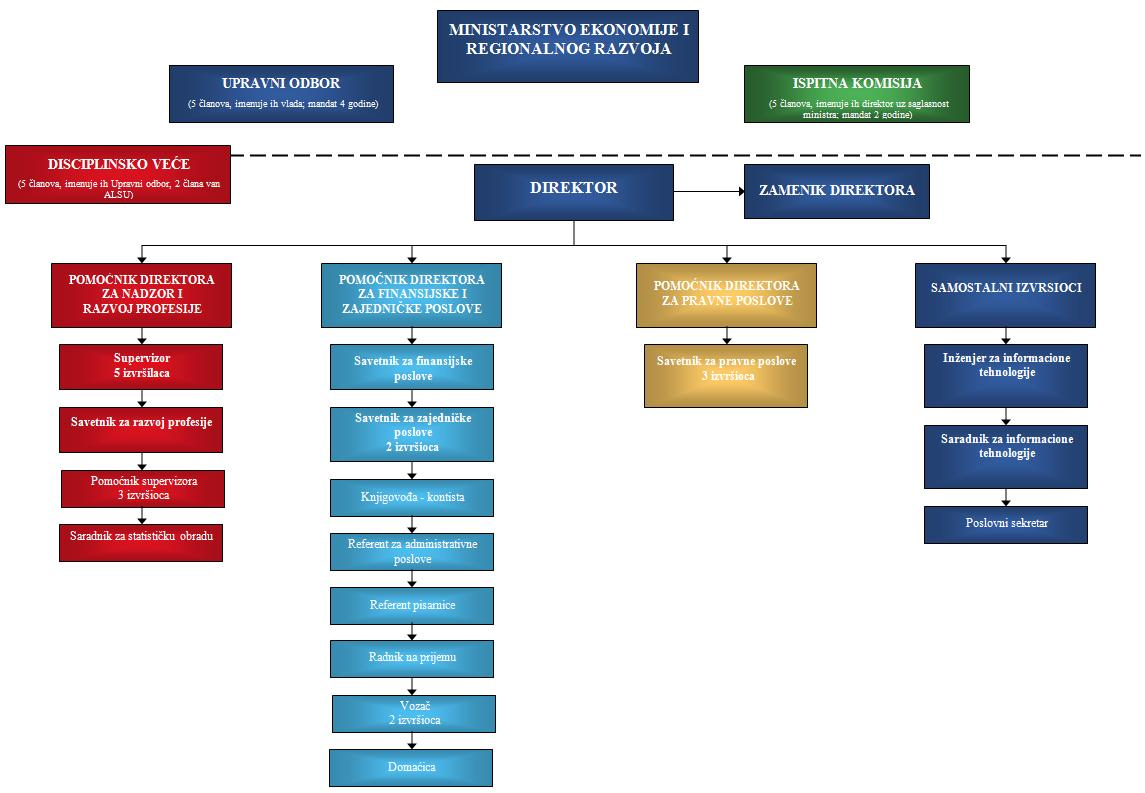 MINISTARSTVO EKONOMIJE I
REGIONALNOG RAZVOJA
UPRAVNI ODBOR
(5 članova, imenuje ih vlada; mandat 4 godine)
ISPITNA KOMISIJA
(5 članova, imenuje ih direktor uz saglasnost
ministra; mandat 2 godine)
DISCIPLINSKO VEĆE
(5 članova, imenuje ih Upravni odbor, 2 člana van
ALSU)
DIREKTOR
ZAMENIK DIREKTORA
POMOĆNIK DIREKTORA
ZA NADZOR I
RAZVOJ PROFESIJE
Supervizor
5 izvršilaca
Savetnik za razvoj profesije
Pomoćnik supervizora
3 izvršioca
Saradnik za statističku obradu
POMOĆNIK DIREKTORA
ZA FINANSIJSKE I
ZAJEDNIČKE POSLOVE
Savetnik za finansijske
poslove
Savetnik za zajedničke
poslove
2 izvršioca
Knjigovođa - kontista
Referent za administrativne
poslove
Referent pisarnice
Radnik na prijemu
Vozač
2 izvršioca
Domaćica
POMOĆNIK DIREKTORA
ZA PRAVNE POSLOVE
Savetnik za pravne poslove
3 izvršioca
SAMOSTALNI IZVRSIOCI
Inženjer za informacione
tehnologije
Saradnik za informacione
tehnologije
Poslovni sekretar